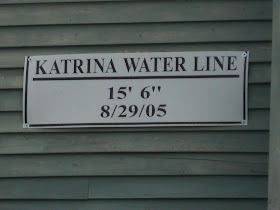 KATRINA WATER LINE
15' 6"
8/29/05